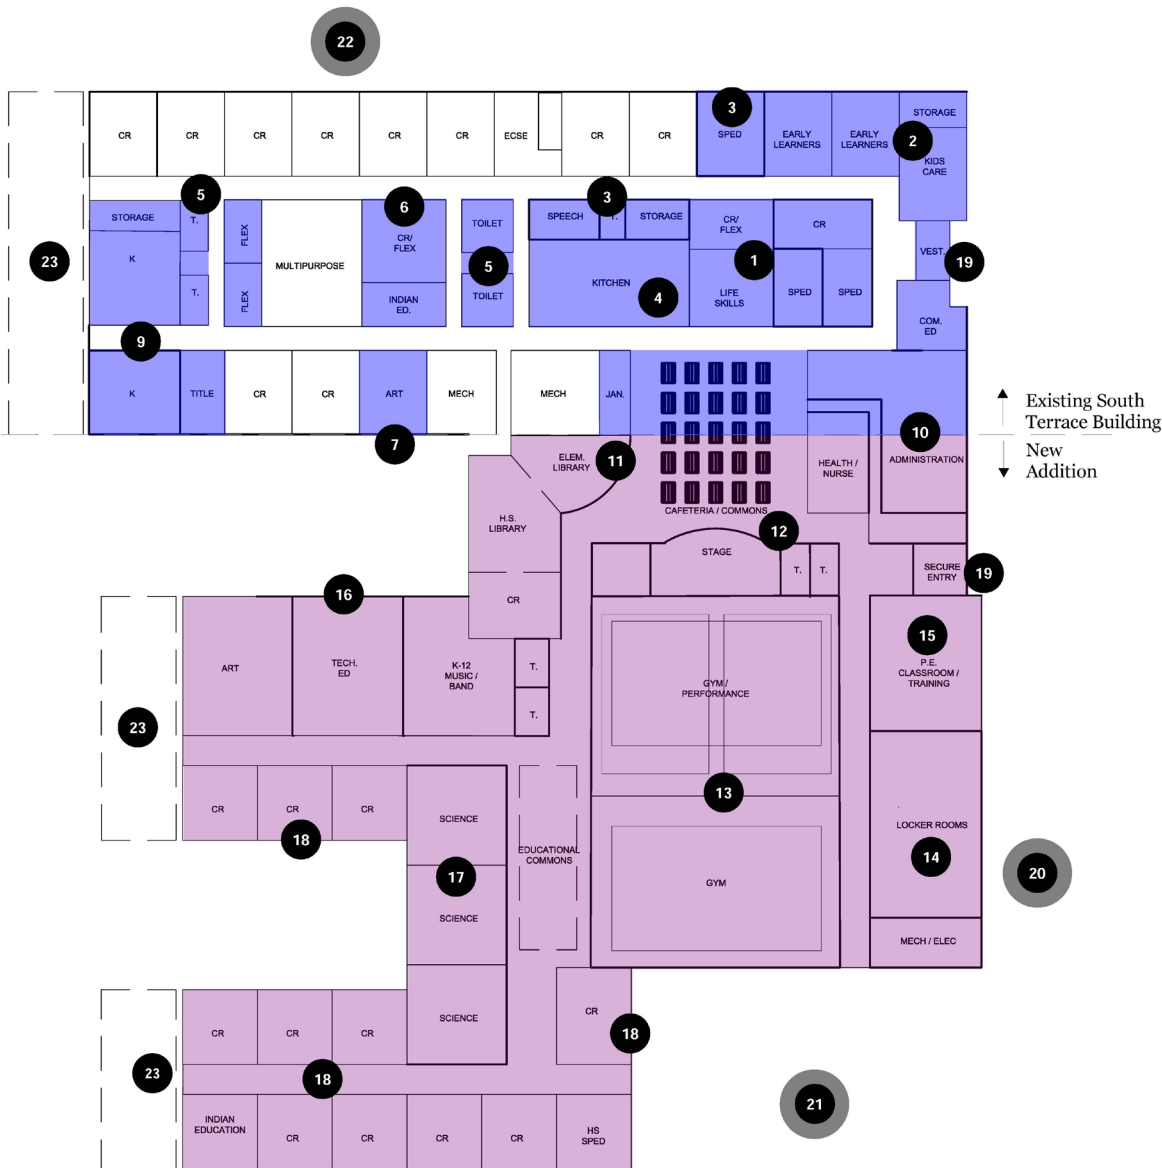 22
CR
CR
CR
CR
CR
CR
ECSE
CR
CR
3
SPED
EARLY
LEARNERS
EARLY
LEARNERS
2
STORAGE
KIDS
CARE
5
T.
6
3
STORAGE
K
T.
FLEX
FLEX
MULTIPURPOSE
CR/
FLEX
INDIAN
ED.
TOILET
5
TOILET
SPEECH
T.
STORAGE
KITCHEN
4
CR/
FLEX
1
LIFE
SKILLS
CR
SPED
SPED
VEST.
19
COM.
ED
23
9
K
TITLE
CR
CR
ART
MECH
MECH
JAN.
7
Existing South
Terrace Building
New
Addition
10
ADMINISTRATION
HEALTH /
NURSE
ELEM.
LIBRARY
11
H.S.
LIBRARY
CAFETERIA / COMMONS
12
STAGE
T.
T.
SECURE
ENTRY
19
CR
16
ART
TECH.
ED
K-12
MUSIC /
BAND
T.
T.
23
GYM /
PERFORMANCE
15
P.E.
CLASSROOM /
TRAINING
13
CR
CR
CR
18
SCIENCE
17
SCIENCE
SCIENCE
EDUCATIONAL
COMMONS
GYM
LOCKER ROOMS
14
MECH / ELEC
20
CR
CR
CR
CR
18
18
23
21
INDIAN
EDUCATION
CR
CR
CR
CR
HS
SPED